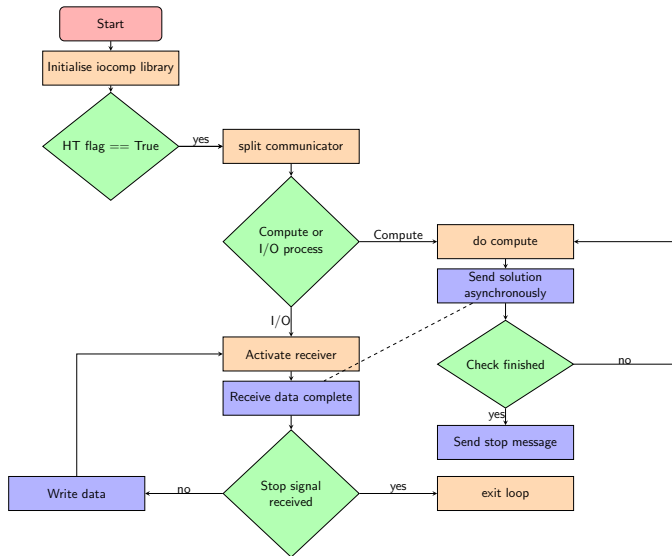 Start
Initialise iocomp library
HT flag == True
yes
split communicator
Compute or
I/O process
Compute
do compute
Send solution
asynchronously
I/O
Activate receiver
Check finished
no
Receive data complete
yes
Send stop message
Stop signal
received
no
Write data
yes
exit loop